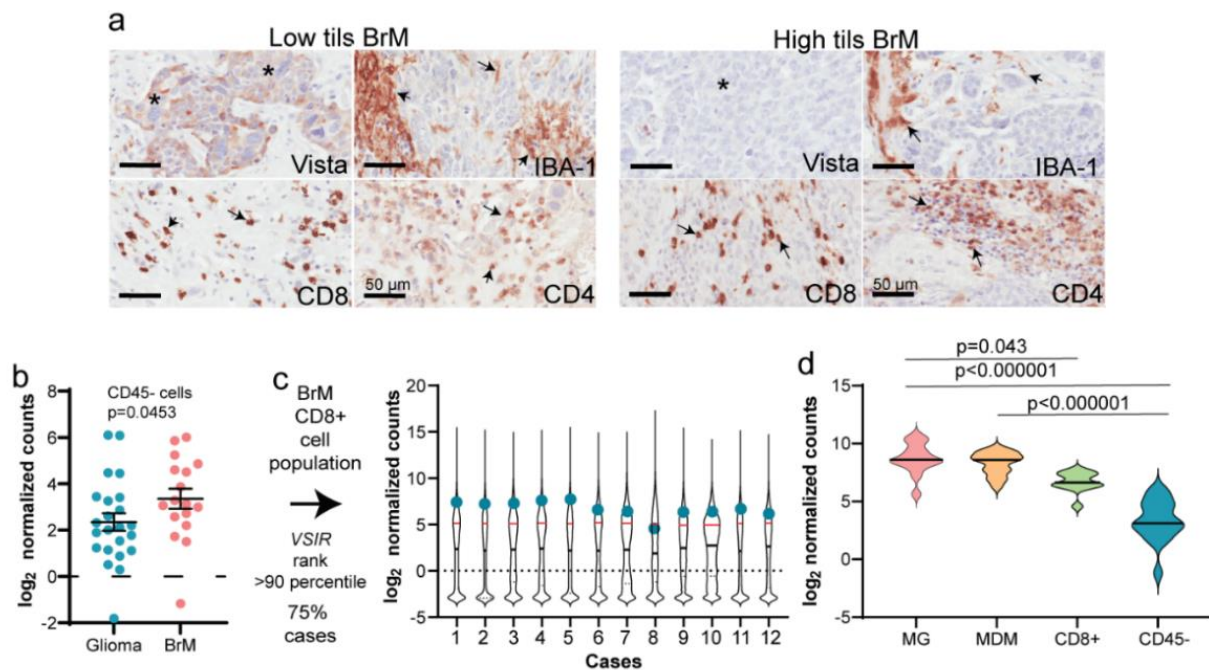 a
Low tils BrM
High tils BrM
*
*
Vista
IBA-1
*
Vista
IBA-1
CD8
50 µm
CD4
CD8
50 µm
CD4
b
CD45- cells
p=0.0453
log2 normalized counts
8
6
4
2
0
-2
Glioma
BrM
c
BrM
CD8+
cell
population
VSIR
rank
>90 percentile
75%
cases
log2 normalized counts
20
15
10
5
0
-5
1 2 3 4 5 6 7 8 9 10 11 12
Cases
d
p=0.043
p<0.000001
p<0.000001
log2 normalized counts
15
10
5
0
-5
MG
MDM
CD8+
CD45-